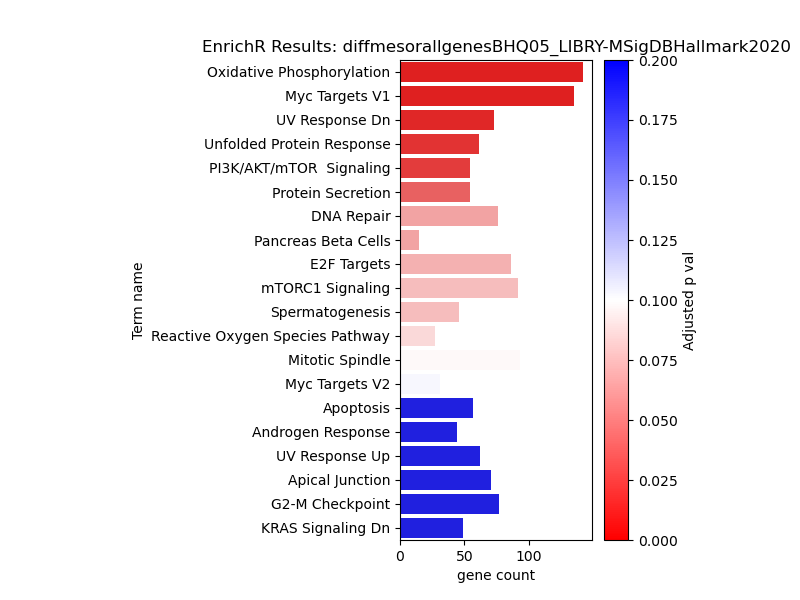 EnrichR Results: diffmesorallgenesBHQ05_LIBRY-MSigDBHallmark2020
Oxidative Phosphorylation
Myc Targets V1
UV Response Dn
Unfolded Protein Response
PI3K/AKT/mTOR  Signaling
Protein Secretion
DNA Repair
Pancreas Beta Cells
E2F Targets
mTORC1 Signaling
Spermatogenesis
Reactive Oxygen Species Pathway
Mitotic Spindle
Myc Targets V2
Apoptosis
Androgen Response
UV Response Up
Apical Junction
G2-M Checkpoint
KRAS Signaling Dn
Term name
0 50 100
gene count
0.200
0.175
0.150
0.125
0.100
0.075
0.050
0.025
0.000
Adjusted p val